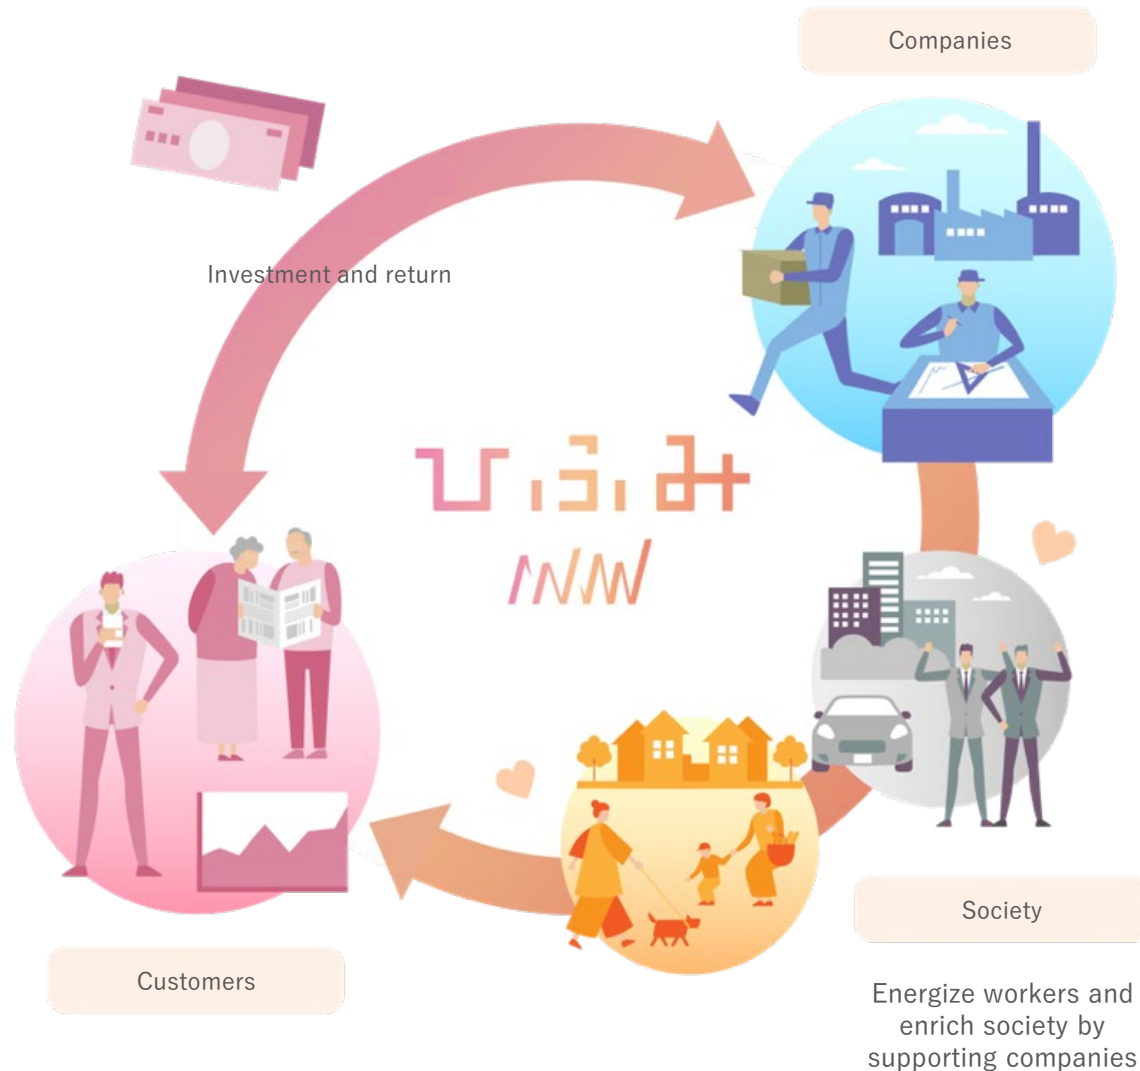 Companies
Investment and return
ひふみ
Society
Customers
Energize workers and
enrich society by
supporting companies